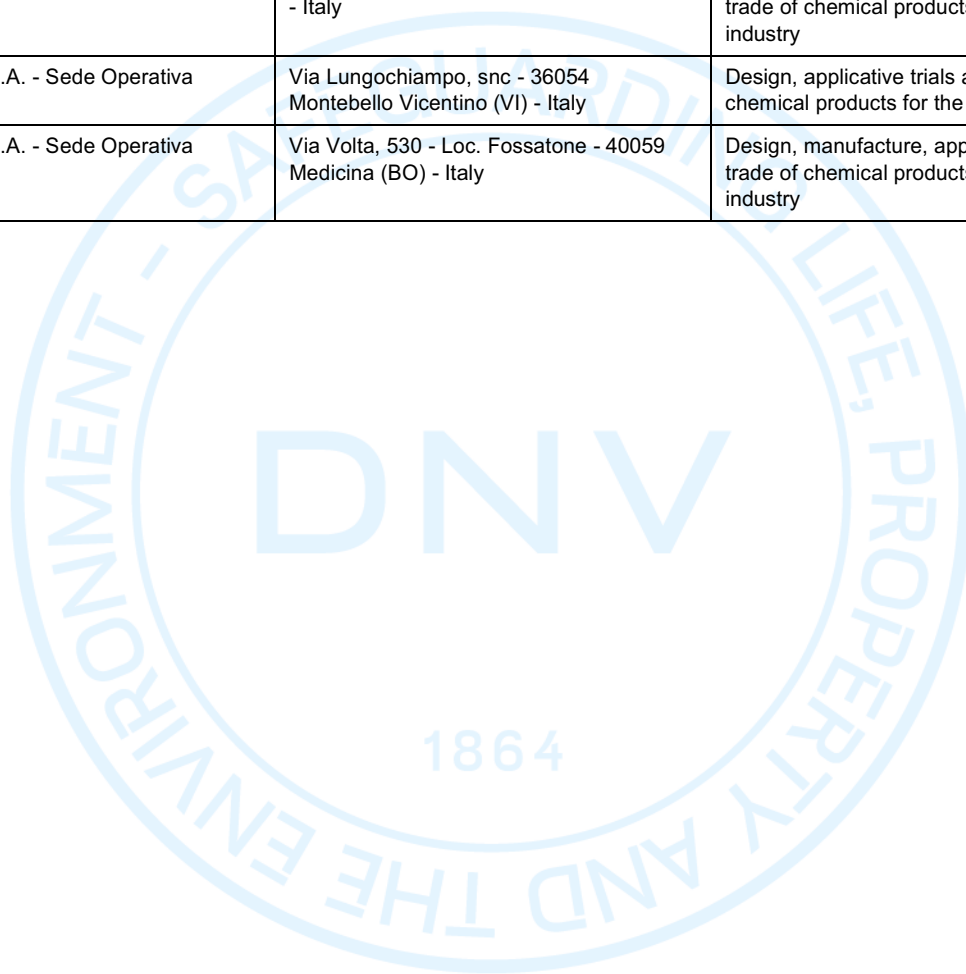 - Italy
trade of chemical products
industry
.A. - Sede Operativa
Via Lungochiampo, snc - 36054
Montebello Vicentino (VI) - Italy
Design, applicative trials a
chemical products for the
.A. - Sede Operativa
Via Volta, 530 - Loc. Fossatone - 40059
Medicina (BO) - Italy
Design, manufacture, app
trade of chemical products
industry
SAFEGUARDING LIFE, PROPERTY AND THE ENVIRONMENT -
DNV
1864